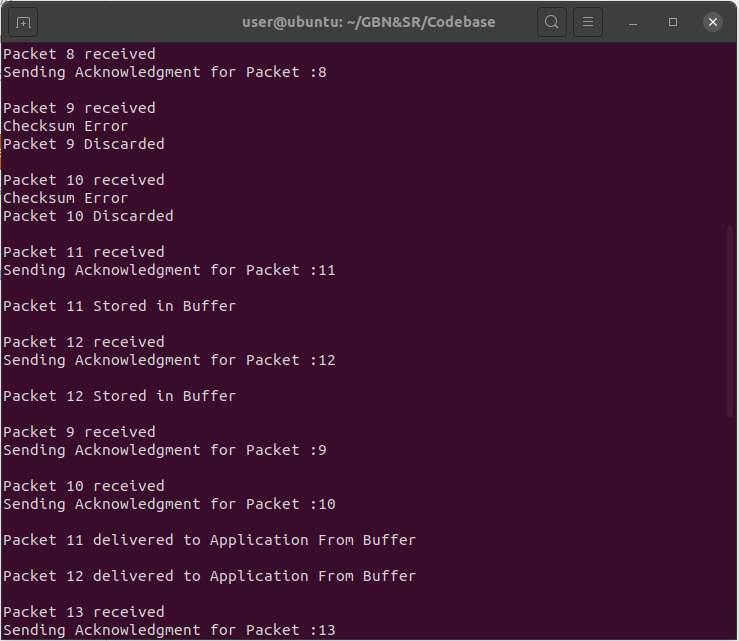 user@ubuntu: ~/GBN&SR/Codebase
Packet 8 received
Sending Acknowledgment for Packet :8
Packet 9 received
Checksum Error
Packet 9 Discarded
Packet 10 received
Checksum Error
Packet 10 Discarded
Packet 11 received
Sending Acknowledgment for Packet :11
Packet 11 Stored in Buffer
Packet 12 received
Sending Acknowledgment for Packet :12
Packet 12 Stored in Buffer
Packet 9 received
Sending Acknowledgment for Packet :9
Packet 10 received
Sending Acknowledgment for Packet :10
Packet 11 delivered to Application From Buffer
Packet 12 delivered to Application From Buffer
Packet 13 received
Sending Acknowledgment for Packet :13